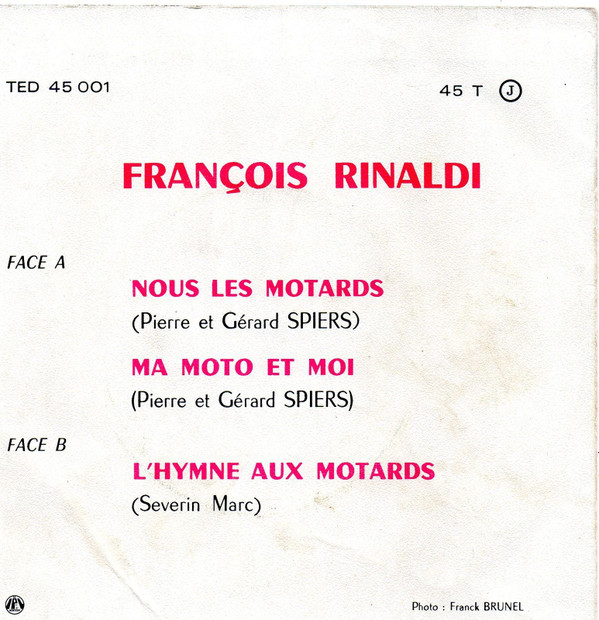 TED 45 001
45 T J
FRANÇOIS RINALDI
FACE A
NOUS LES MOTARDS
(Pierre et Gérard SPIERS)
MA MOTO ET MOI
(Pierre et Gérard SPIERS)
FACE B
L'HYMNE AUX MOTARDS
(Severin Marc)
Photo : Franck BRUNEL